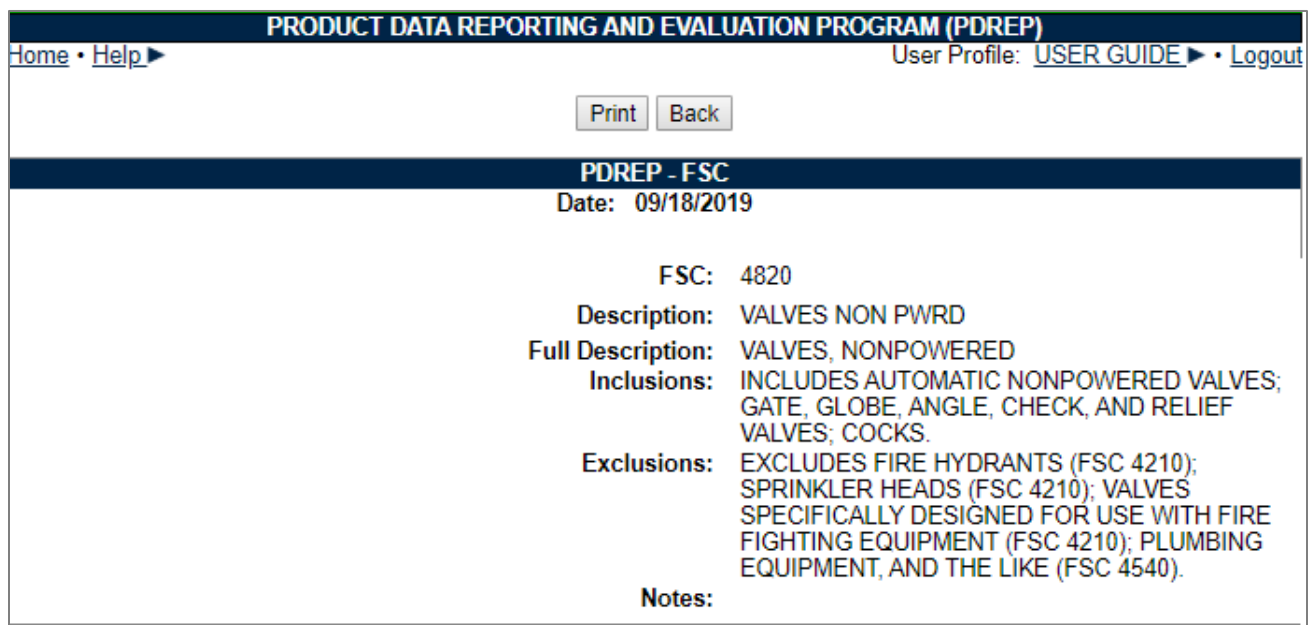 PRODUCT DATA REPORTING AND EVALUATION PROGRAM (PDREP)
Home • Help▶ User Profile: USER GUIDE▶ • Logout
Print Back
PDREP - FSC
Date: 09/18/2019
FSC: 4820
Description: VALVES NON PWRD
Full Description: VALVES, NONPOWERED
Inclusions: INCLUDES AUTOMATIC NONPOWERED VALVES;
GATE, GLOBE, ANGLE, CHECK, AND RELIEF
VALVES; COCKS.
Exclusions: EXCLUDES FIRE HYDRANTS (FSC 4210);
SPRINKLER HEADS (FSC 4210); VALVES
SPECIFICALLY DESIGNED FOR USE WITH FIRE
FIGHTING EQUIPMENT (FSC 4210); PLUMBING
EQUIPMENT, AND THE LIKE (FSC 4540).
Notes: